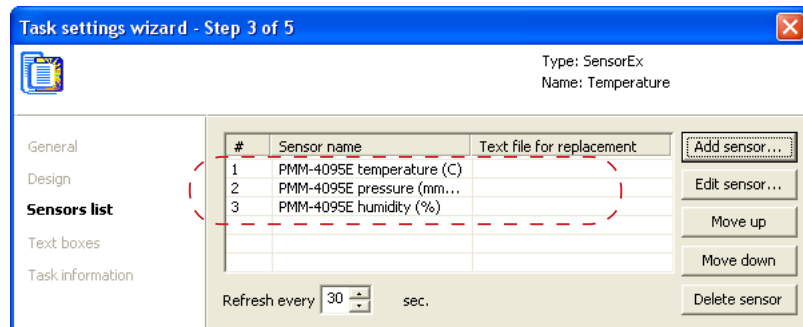 Task settings wizard - Step 3 of 5
Type: SensorEx
Name: Temperature
General
Design
Sensors list
Text boxes
Task information
# Sensor name Text file for replacement
1 PMM-4095E temperature (C)
2 PMM-4095E pressure (mm...
3 PMM-4095E humidity (%)
Refresh every 30 sec.
Add sensor...
Edit sensor...
Move up
Move down
Delete sensor